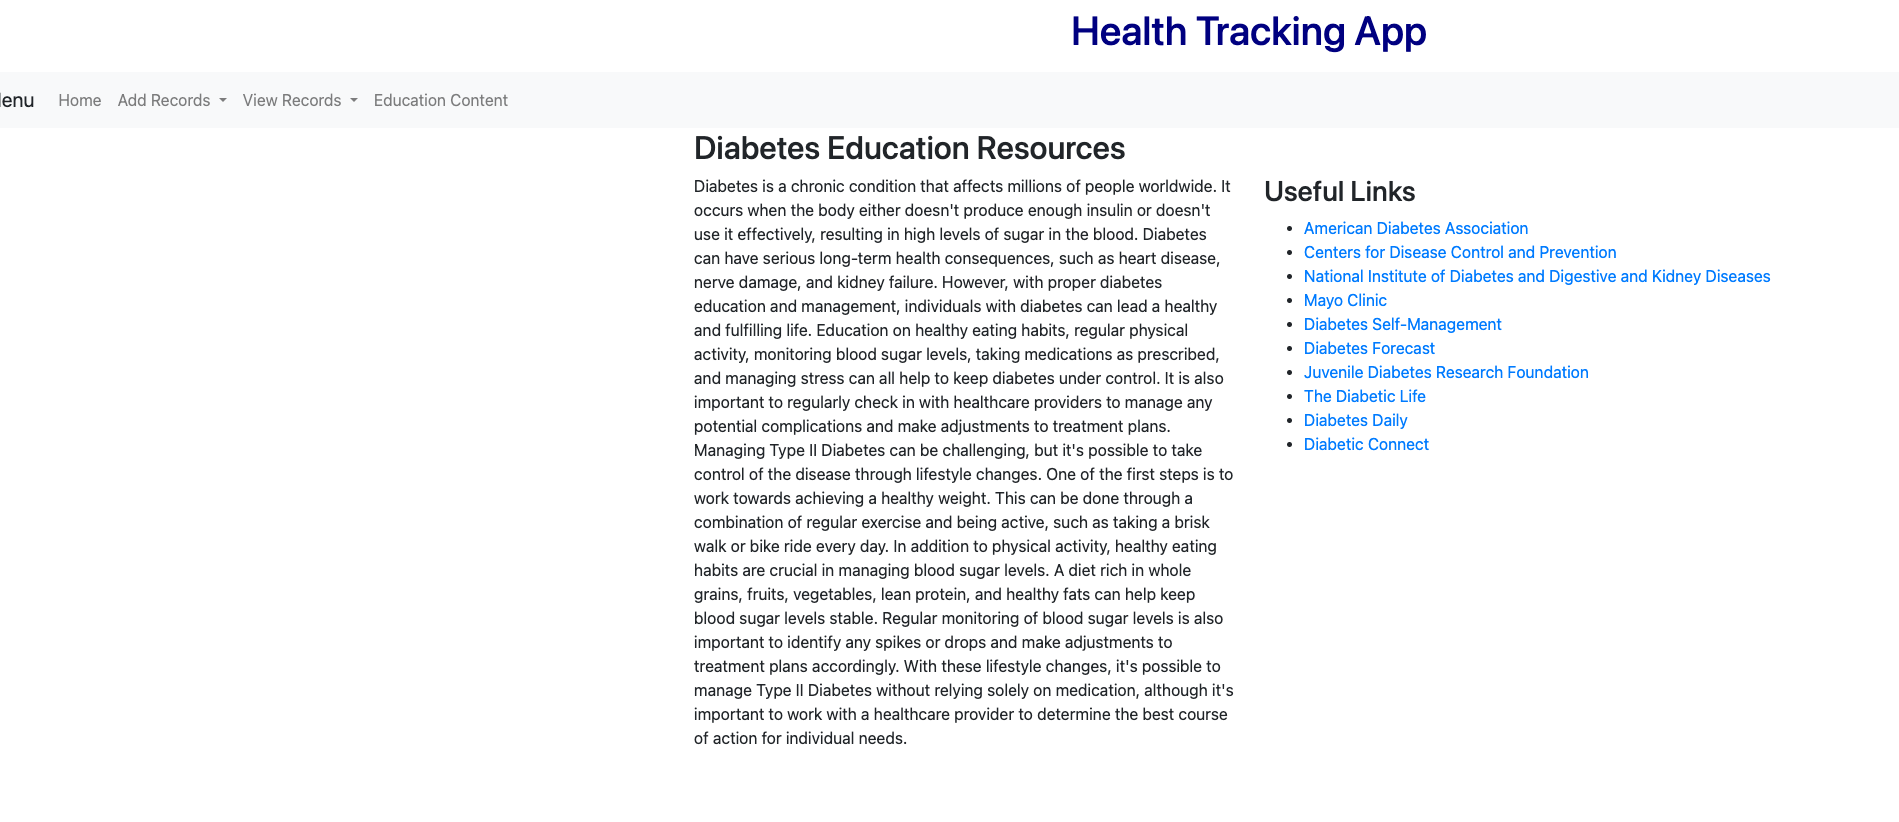 Health Tracking App
enu Home Add Records View Records Education Content
Diabetes Education Resources
Diabetes is a chronic condition that affects millions of people worldwide. It
occurs when the body either doesn't produce enough insulin or doesn't
use it effectively, resulting in high levels of sugar in the blood. Diabetes
can have serious long-term health consequences, such as heart disease,
nerve damage, and kidney failure. However, with proper diabetes
education and management, individuals with diabetes can lead a healthy
and fulfilling life. Education on healthy eating habits, regular physical
activity, monitoring blood sugar levels, taking medications as prescribed,
and managing stress can all help to keep diabetes under control. It is also
important to regularly check in with healthcare providers to manage any
potential complications and make adjustments to treatment plans.
Managing Type II Diabetes can be challenging, but it's possible to take
control of the disease through lifestyle changes. One of the first steps is to
work towards achieving a healthy weight. This can be done through a
combination of regular exercise and being active, such as taking a brisk
walk or bike ride every day. In addition to physical activity, healthy eating
habits are crucial in managing blood sugar levels. A diet rich in whole
grains, fruits, vegetables, lean protein, and healthy fats can help keep
blood sugar levels stable. Regular monitoring of blood sugar levels is also
important to identify any spikes or drops and make adjustments to
treatment plans accordingly. With these lifestyle changes, it's possible to
manage Type II Diabetes without relying solely on medication, although it's
important to work with a healthcare provider to determine the best course
of action for individual needs.
Useful Links
American Diabetes Association
Centers for Disease Control and Prevention
National Institute of Diabetes and Digestive and Kidney Diseases
Mayo Clinic
Diabetes Self-Management
Diabetes Forecast
Juvenile Diabetes Research Foundation
The Diabetic Life
Diabetes Daily
Diabetic Connect